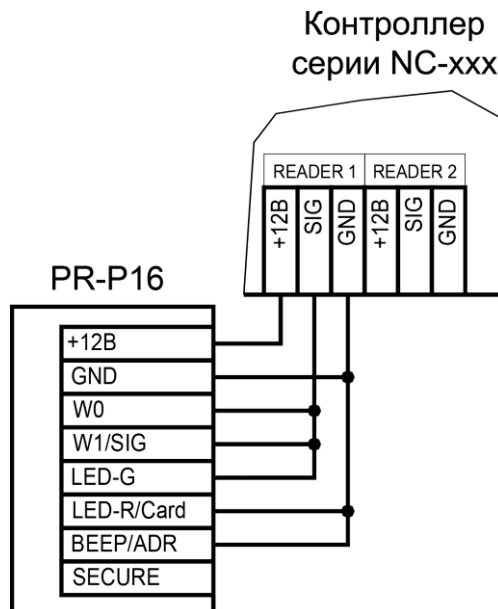 Контроллер
серии NC-xxx
READER 1 READER 2
+12В SIG GND +12В SIG GND
PR-P16
+12В
GND
W0
W1/SIG
LED-G
LED-R/Card
BEEP/ADR
SECURE